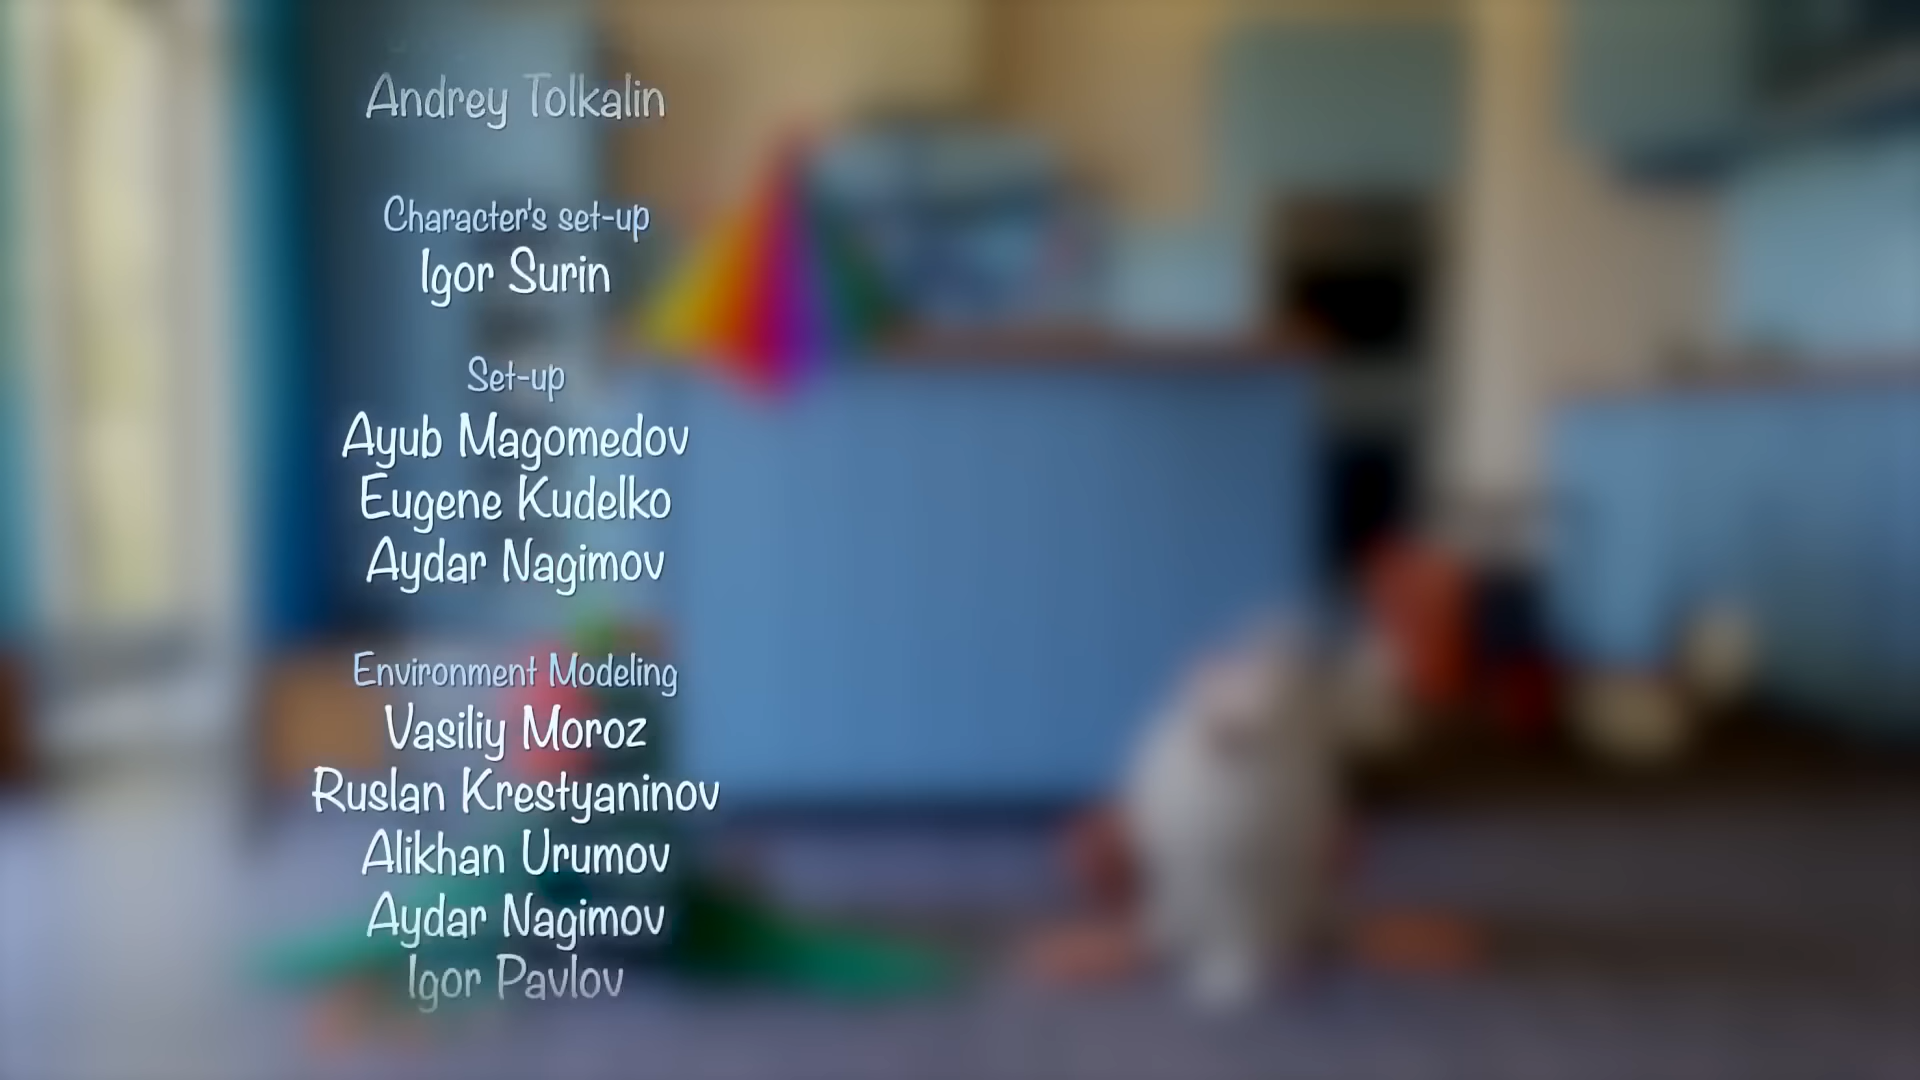 Andrey Tolkalin
Character's set-up
Igor Surin
Set-up
Ayub Magomedov
Eugene Kudelko
Aydar Nagimov
Environment Modeling
Vasiliy Moroz
Ruslan Krestyaninov
Alikhan Urumov
Aydar Nagimov
Igor Pavlov